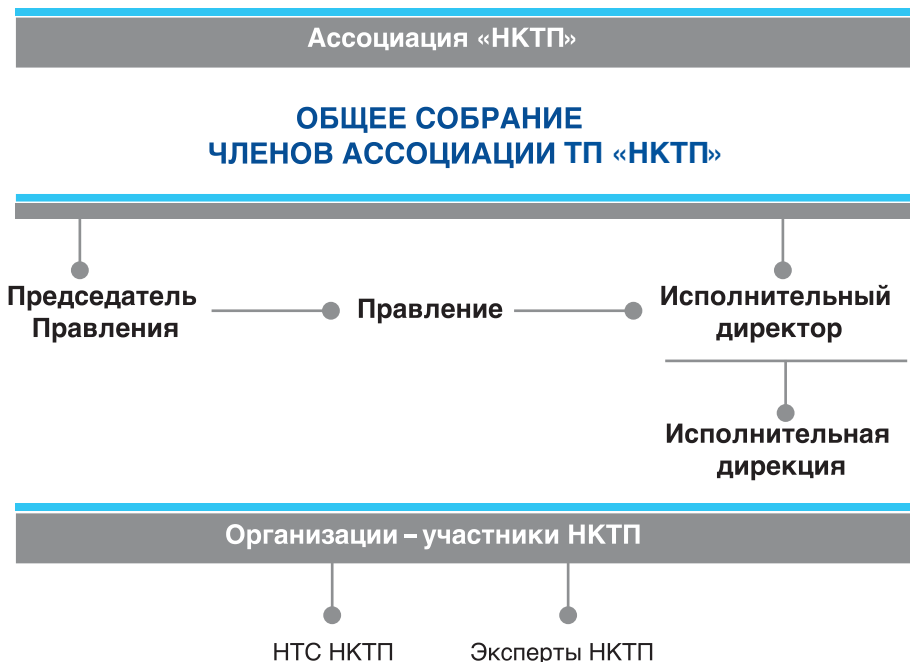 Ассоциация «НКТП»
ОБЩЕЕ СОБРАНИЕ
ЧЛЕНОВ АССОЦИАЦИИ ТП «НКТП»
Председатель
Правления
Правление
Исполнительный
директор
Исполнительная
дирекция
Организации – участники НКТП
НТС НКТП
Эксперты НКТП